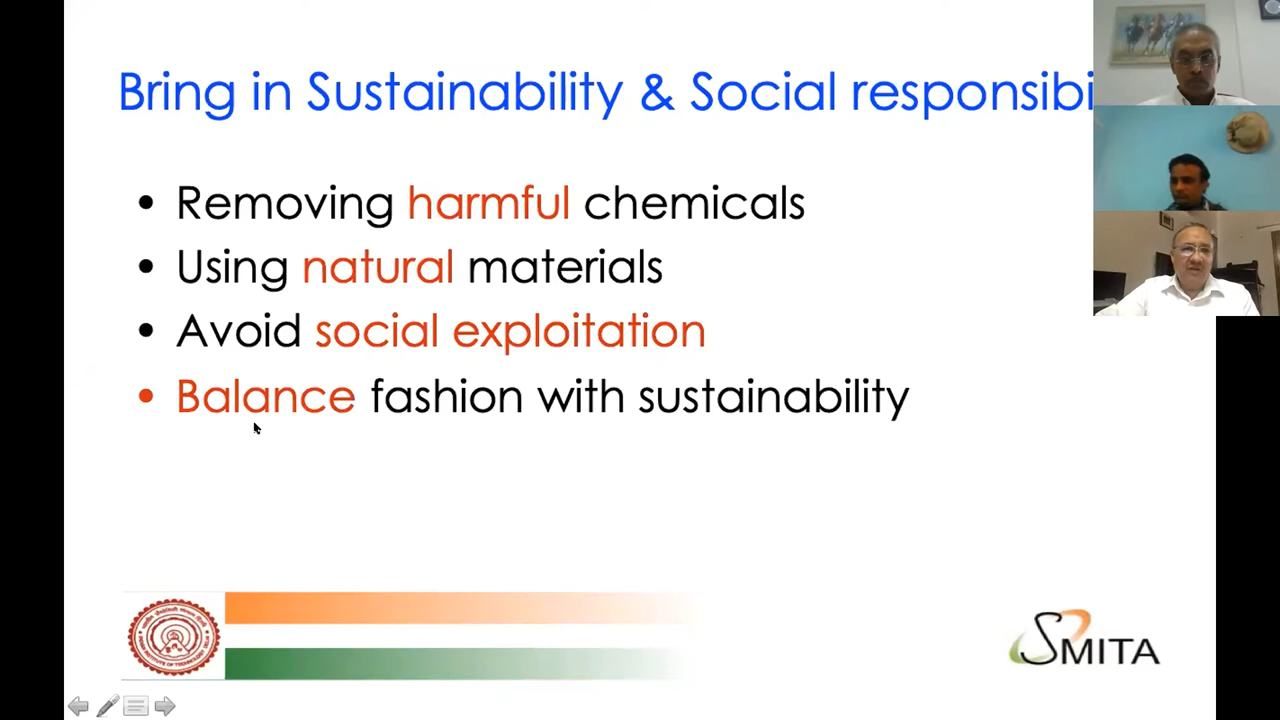 Bring in Sustainability & Social responsibi
• Removing harmful chemicals
• Using natural materials
• Avoid social exploitation
• Balance fashion with sustainability
SMITA